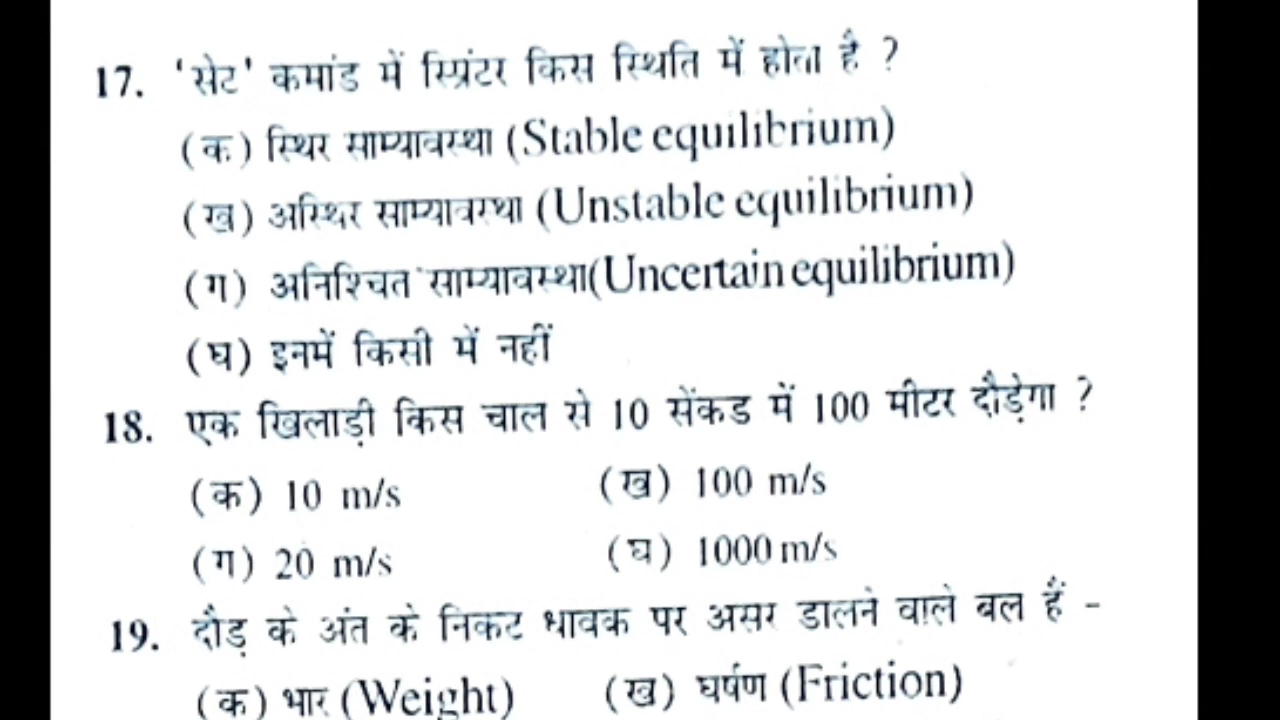 17. 'सेट' कमांड में स्प्रिंटर किस स्थिति में होता है ?
(क) स्थिर साम्यावस्था (Stable equilibrium)
(ख) अस्थिर साम्यावस्था (Unstable equilibrium)
(ग) अनिश्चित साम्यावस्था(Uncertain equilibrium)
(घ) इनमें किसी में नहीं
18. एक खिलाड़ी किस चाल से 10 सेंकड में 100 मीटर दौड़ेगा ?
(क) 10 m/s (ख) 100 m/s
(ग) 20 m/s (घ) 1000 m/s
19. दौड़ के अंत के निकट धावक पर असर डालने वाले बल हैं -
(क) भार (Weight) (ख) घर्षण (Friction)